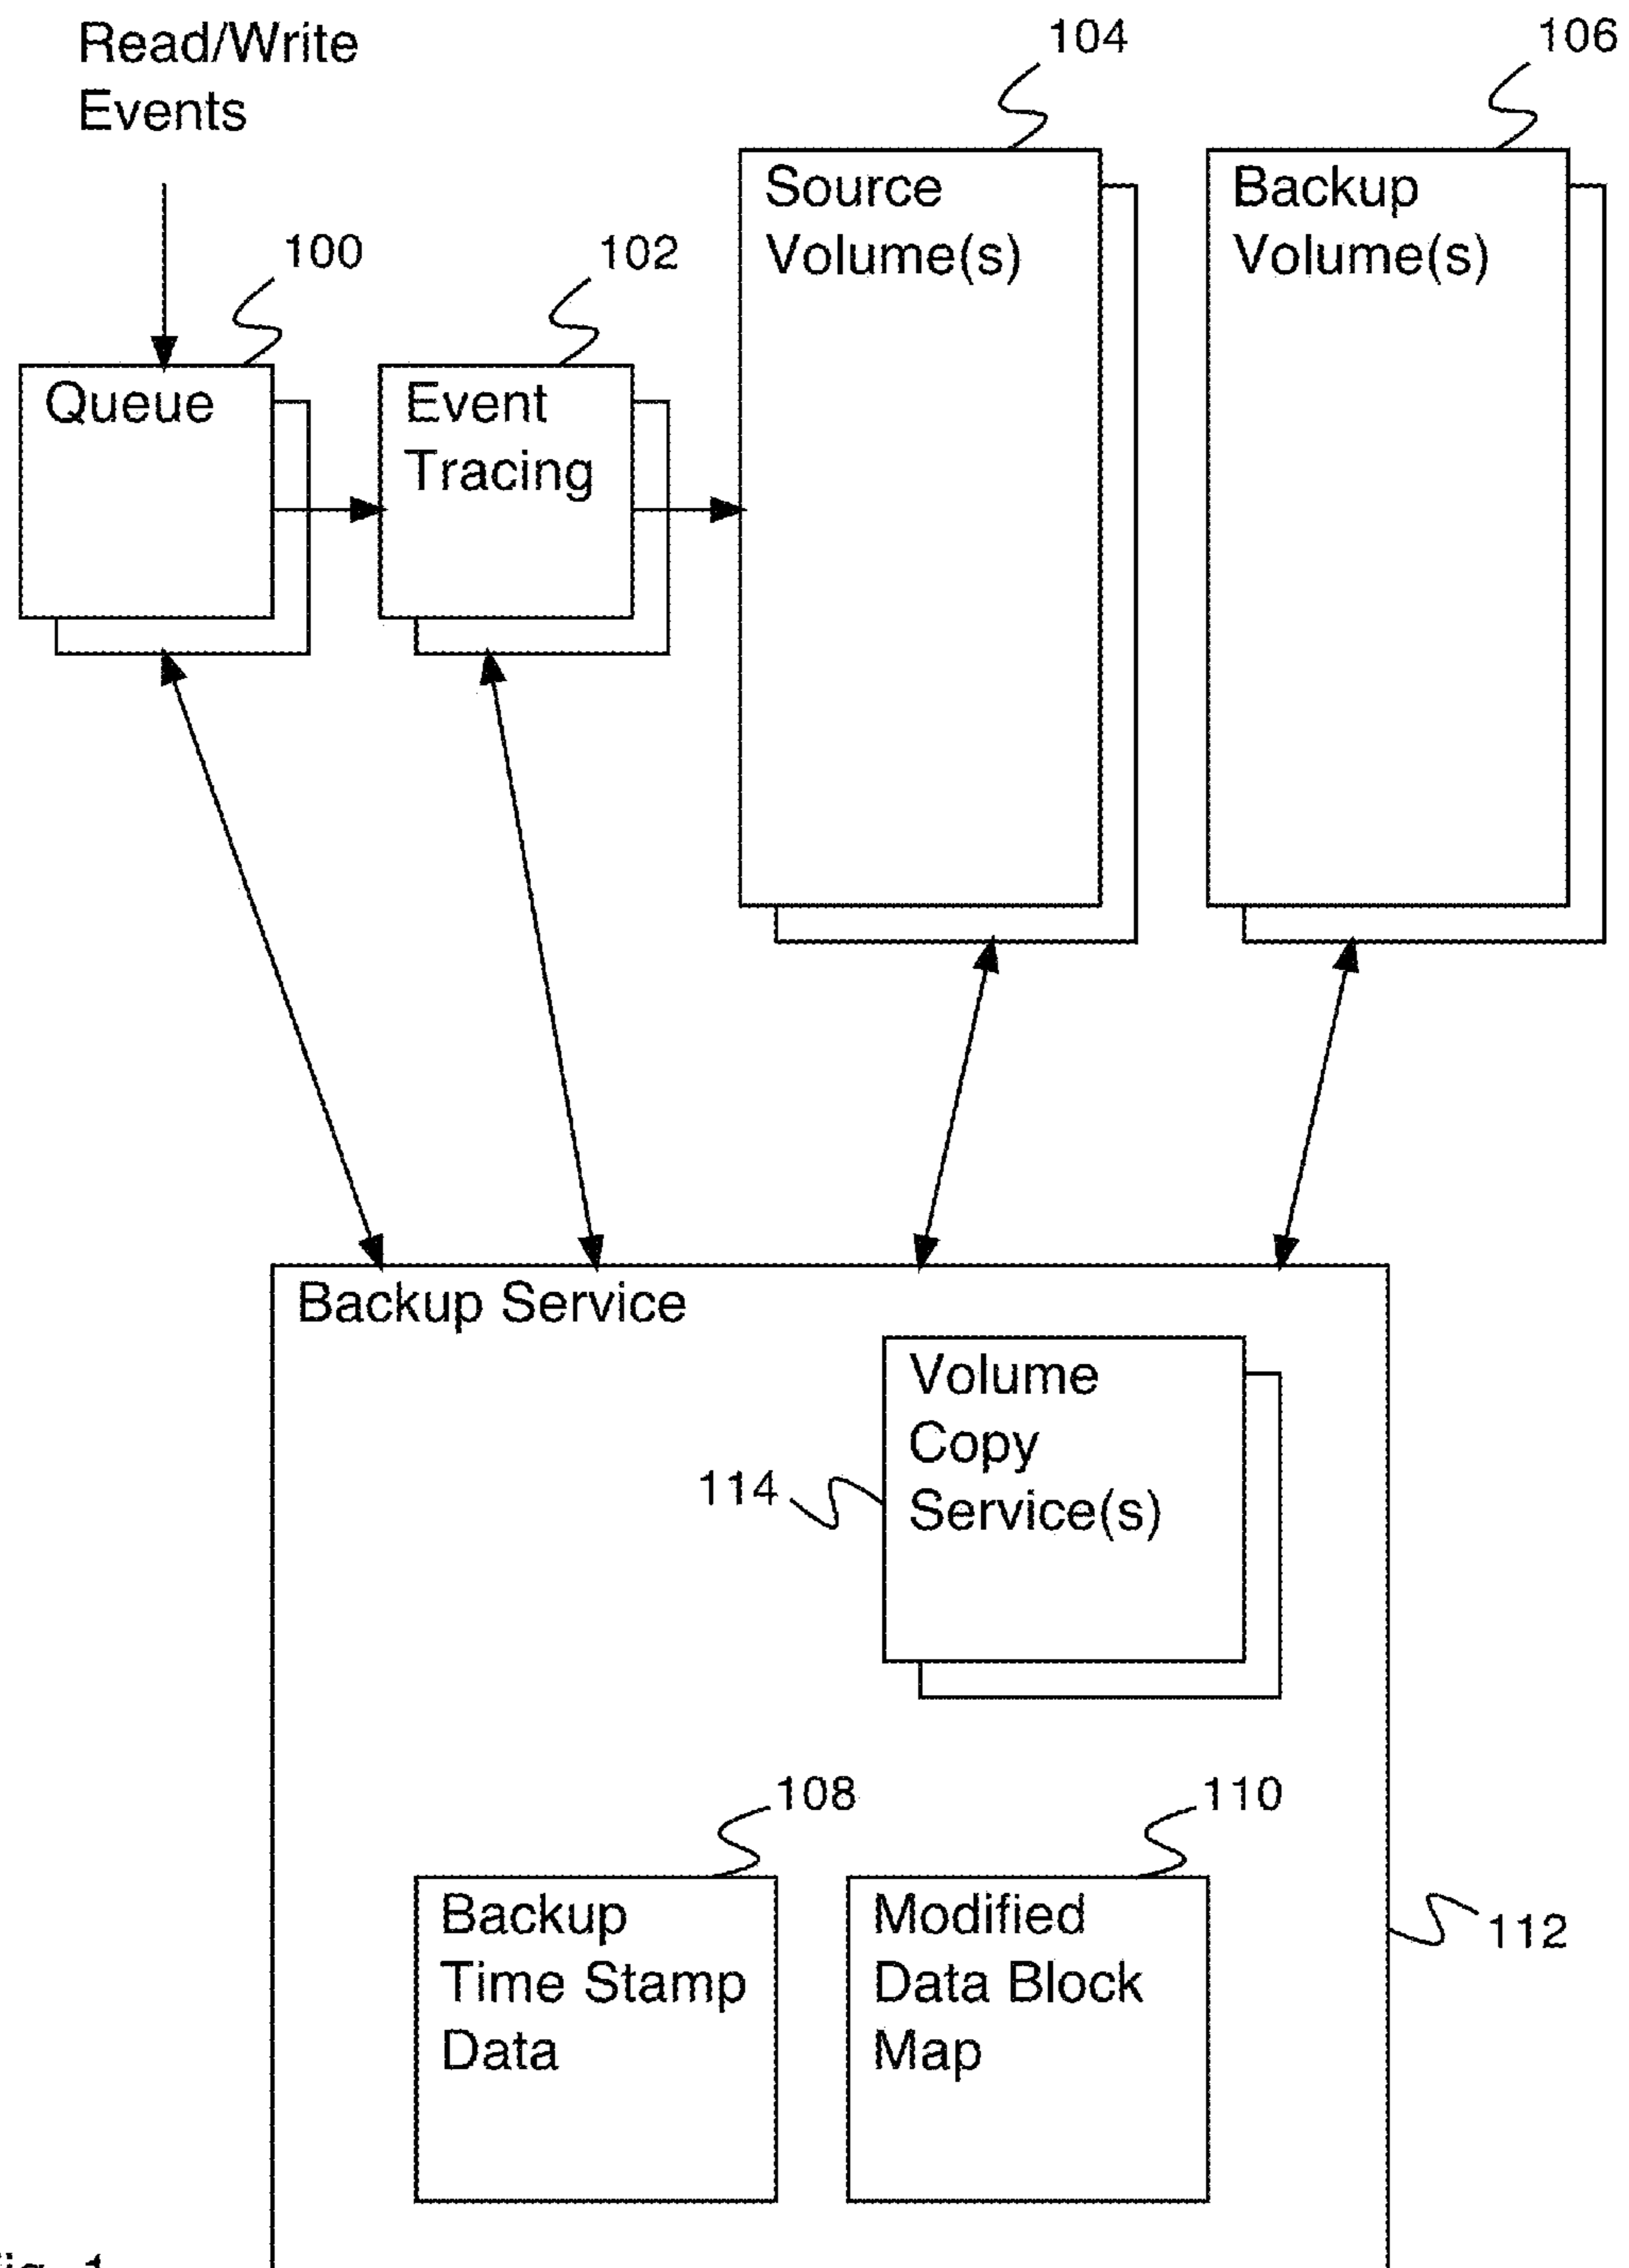 Read/Write
Events
104
106
Source
Volume(s)
Backup
Volume(s)
100
102
Queue
Event
Tracing
Backup Service
Volume
Copy
Service(s)
114
108
110
Backup
Time Stamp
Data
Modified
Data Block
Map
112